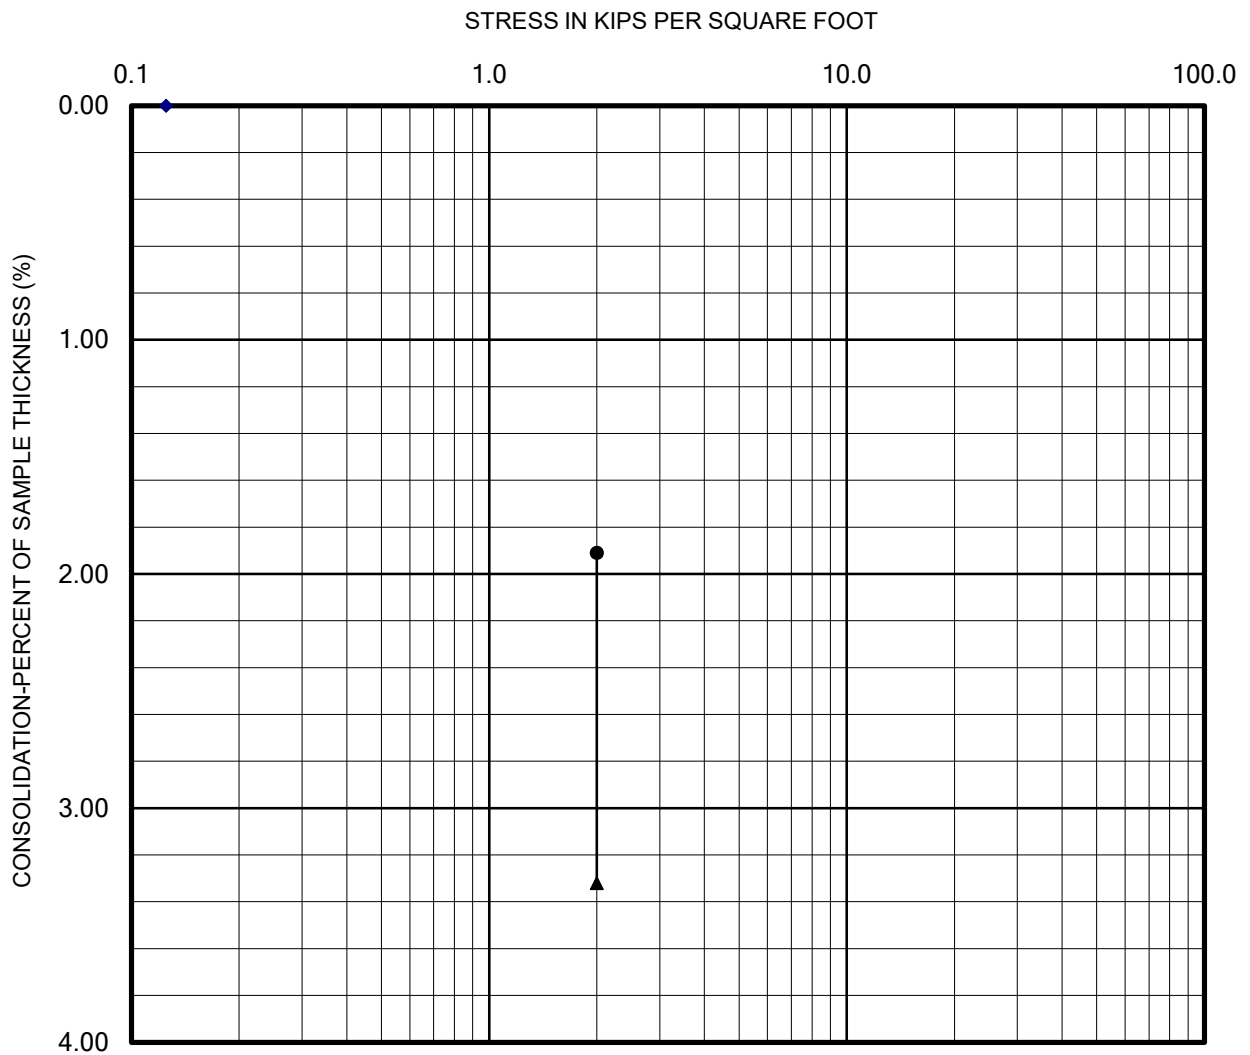 STRESS IN KIPS PER SQUARE FOOT
0.1 1.0 10.0 100.0
0.00
1.00
2.00
3.00
4.00
CONSOLIDATION-PERCENT OF SAMPLE THICKNESS (%)